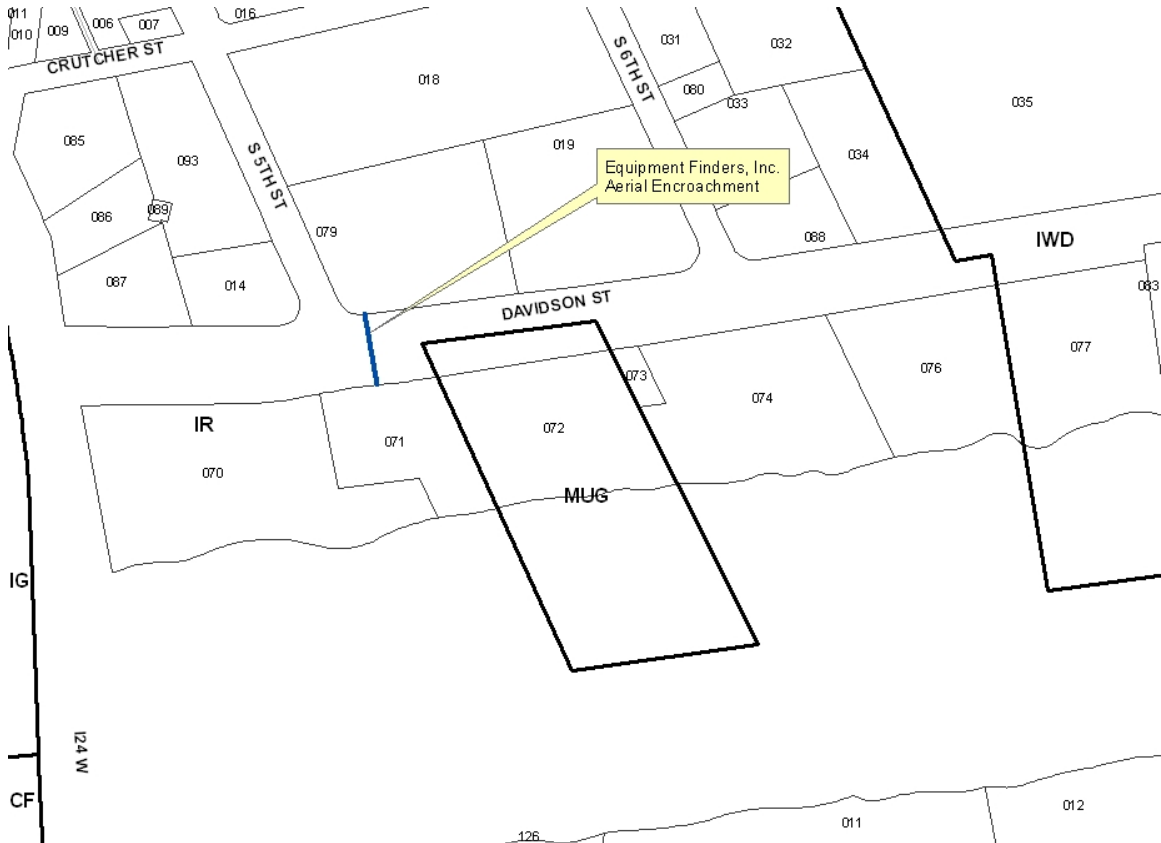 011
010
009
006
007
016
CRUTCHER ST
018
031
032
080
033
035
S 6TH ST
085
093
S 5TH ST
019
034
Equipment Finders, Inc.
Aerial Encroachment
086
089
079
088
IWD
087
014
083
DAVIDSON ST
077
076
073
074
IR
071
072
070
MUG
IG
I24 W
CF
126
011
012